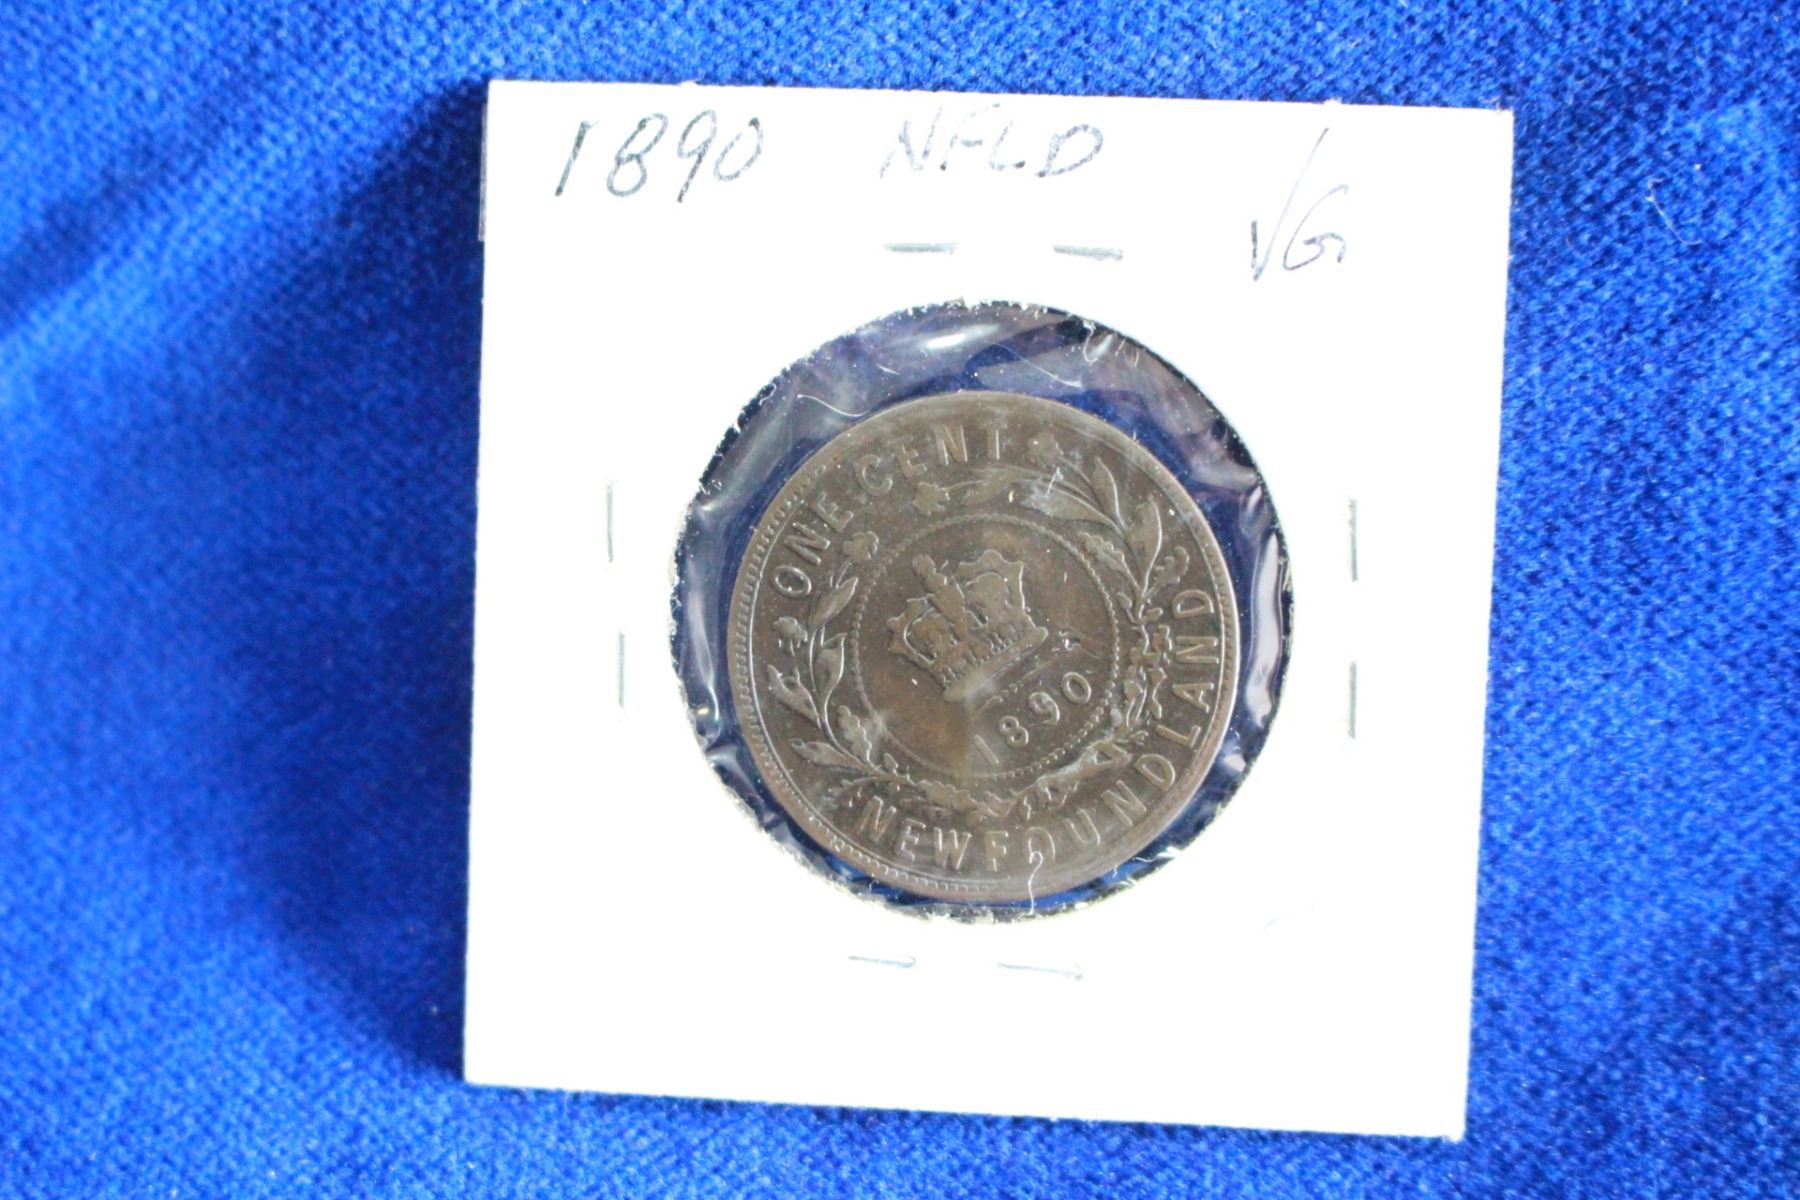 1890 NFLD VG
ONE CENT
1890
NEWFOUNDLAND